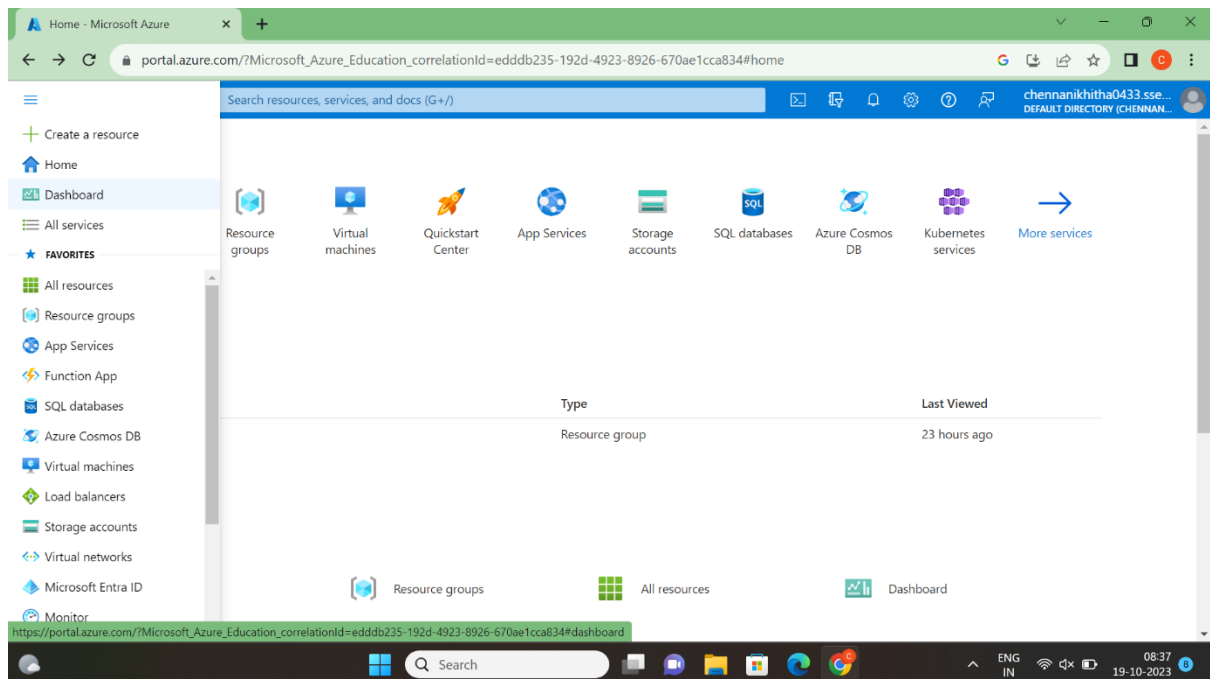 Home - Microsoft Azure
portal.azure.com/?Microsoft_Azure_Education_correlationId=edddb235-192d-4923-8926-670ae1cca834#home
G
C
Search resources, services, and docs (G+/)
chennanikhitha0433.sse...
DEFAULT DIRECTORY (CHENNAN...
Create a resource
Home
Dashboard
All services
FAVORITES
All resources
Resource groups
App Services
Function App
SQL databases
Azure Cosmos DB
Virtual machines
Load balancers
Storage accounts
Virtual networks
Microsoft Entra ID
Monitor
Resource
groups
Virtual
machines
Quickstart
Center
App Services
Storage
accounts
SQL
SQL databases
Azure Cosmos
DB
Kubernetes
services
More services
Type
Last Viewed
Resource group
23 hours ago
Resource groups
All resources
Dashboard
https://portal.azure.com/?Microsoft_Azure_Education_correlationId=edddb235-192d-4923-8926-670ae1cca834#dashboard
Search
C
ENG
IN
08:37
19-10-2023
8